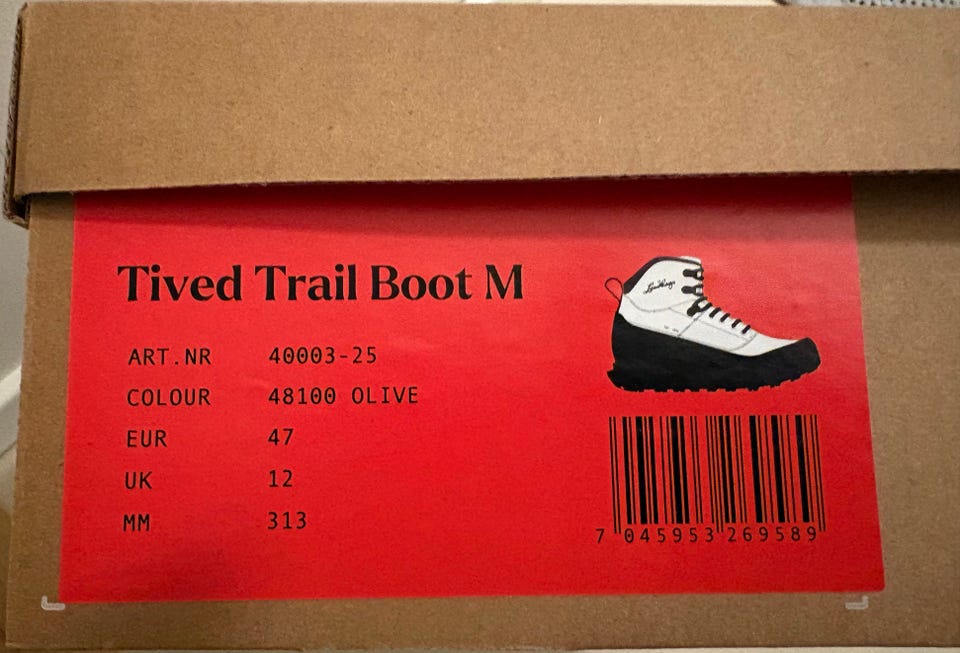 Tived Trail Boot M
ART.NR 40003-25
COLOUR 48100 OLIVE
EUR 47
UK 12
MM 313
Lundhags
7 045953 269589